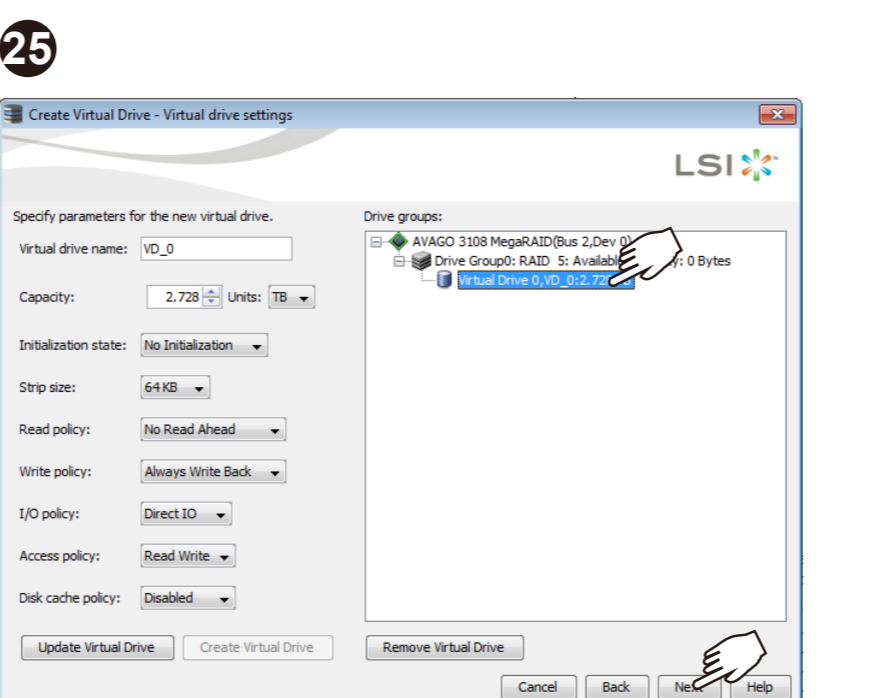 25
Create Virtual Drive - Virtual drive settings
LSI
Specify parameters for the new virtual drive.
Virtual drive name: VD_0
Capacity: 2.728 Units: TB
Initialization state: No Initialization
Strip size: 64 KB
Read policy: No Read Ahead
Write policy: Always Write Back
I/O policy: Direct IO
Access policy: Read Write
Disk cache policy: Disabled
Update Virtual Drive Create Virtual Drive
Drive groups:
AVAGO 3108 MegaRAID(Bus 2,Dev 0)
Drive Group0: RAID 5: 0 Bytes
Virtual Drive 0,VD_0:2.728
Remove Virtual Drive
Cancel Back Help